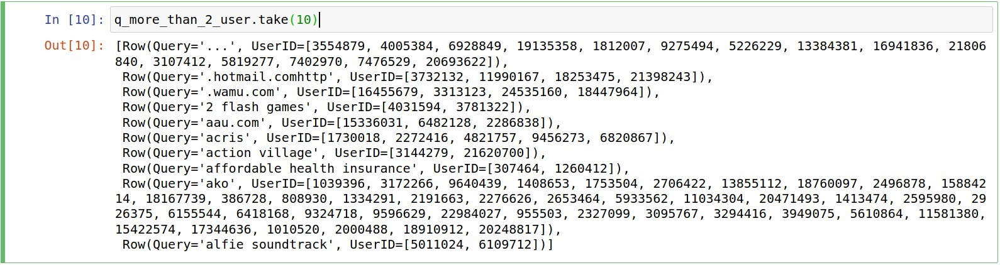 In [10]: q_more_than_2_user.take(10)
Out[10]: [Row(Query='...', UserID=[3554879, 4005384, 6928849, 19135358, 1812007, 9275494, 5226229, 13384381, 16941836, 21806
840, 3107412, 5819277, 7402970, 7476529, 20693622]),
Row(Query='.hotmail.comhttp', UserID=[3732132, 11990167, 18253475, 21398243]),
Row(Query='.wamu.com', UserID=[16455679, 3313123, 24535160, 18447964]),
Row(Query='2 flash games', UserID=[4031594, 3781322]),
Row(Query='aau.com', UserID=[15336031, 6482128, 2286838]),
Row(Query='acris', UserID=[1730018, 2272416, 4821757, 9456273, 6820867]),
Row(Query='action village', UserID=[3144279, 21620700]),
Row(Query='affordable health insurance', UserID=[307464, 1260412]),
Row(Query='ako', UserID=[1039396, 3172266, 9640439, 1408653, 1753504, 2706422, 13855112, 18760097, 2496878, 158842
14, 18167739, 386728, 808930, 1334291, 2191663, 2276626, 2653464, 5933562, 11034304, 20471493, 1413474, 2595980, 29
26375, 6155544, 6418168, 9324718, 9596629, 22984027, 955503, 2327099, 3095767, 3294416, 3949075, 5610864, 11581380,
15422574, 17344636, 1010520, 2000488, 18910912, 20248817]),
Row(Query='alfie soundtrack', UserID=[5011024, 6109712])]